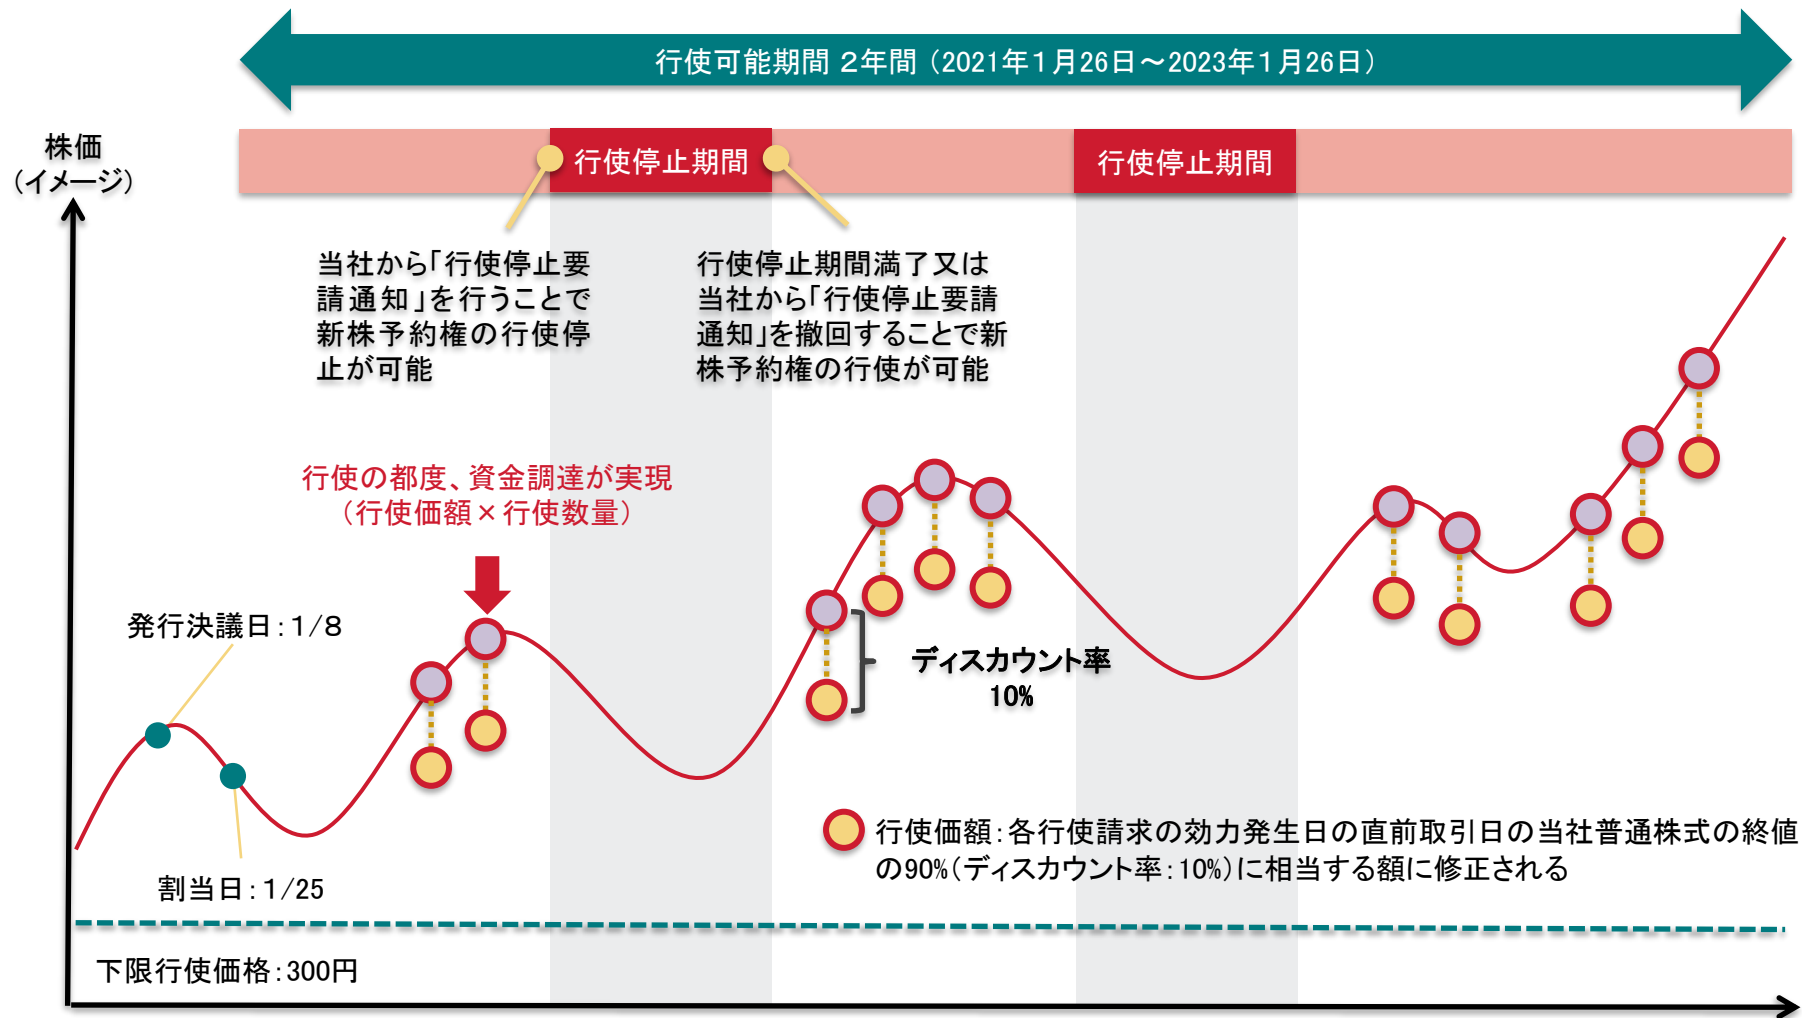 行使可能期間 2年間（2021年1月26日～2023年1月26日）
株価
（イメージ）
行使停止期間
行使停止期間
当社から「行使停止要
請通知」を行うことで
新株予約権の行使停
止が可能
行使停止期間満了又は
当社から「行使停止要請
通知」を撤回することで新
株予約権の行使が可能
行使の都度、資金調達が実現
（行使価額×行使数量）
発行決議日：1/8
ディスカウント率
10%
行使価額：各行使請求の効力発生日の直前取引日の当社普通株式の終値
の90%（ディスカウント率：10%）に相当する額に修正される
割当日：1/25
下限行使価格：300円